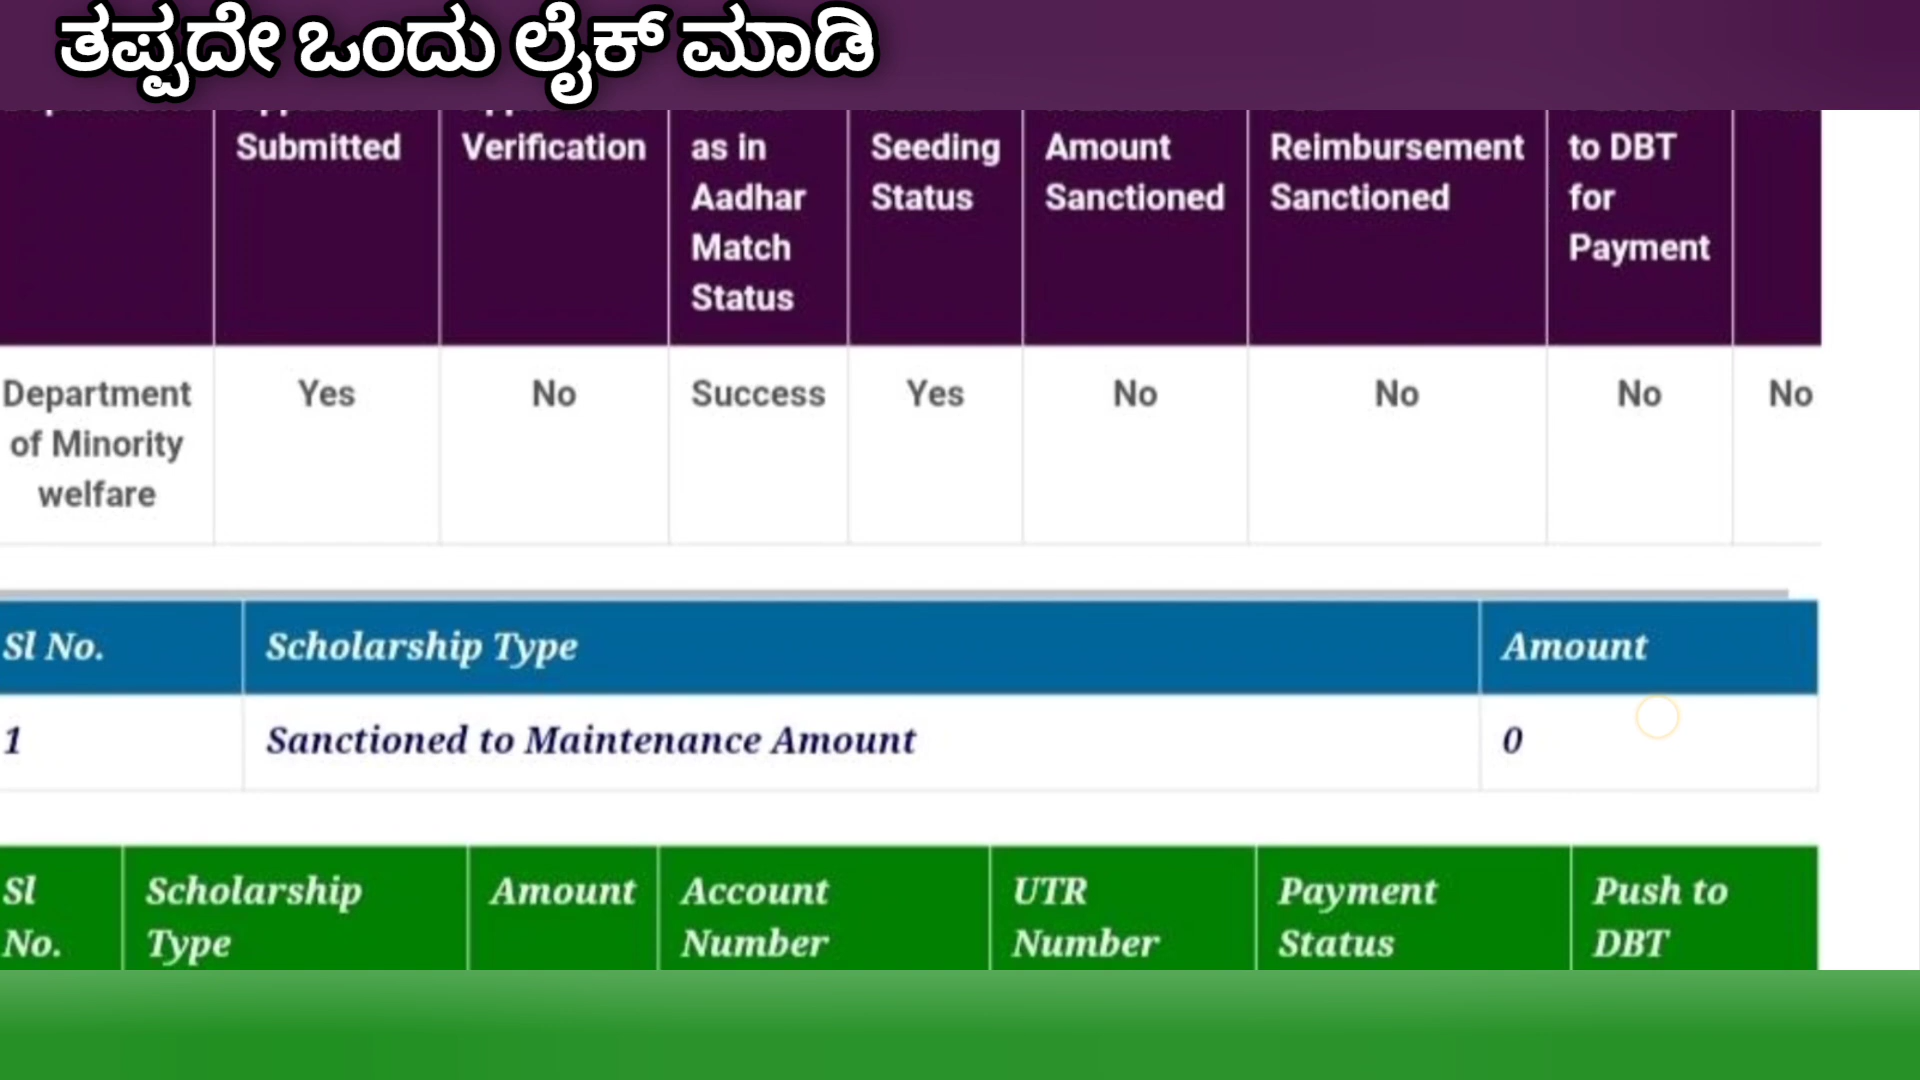 ತಪ್ಪದೇ ಒಂದು ಲೈಕ್ ಮಾಡಿ
Submitted Verification as in Seeding Amount Reimbursement to DBT
Aadhar Status Sanctioned Sanctioned for
Match Payment
Status
Department Yes No Success Yes No No No No
of Minority
welfare
Sl No. Scholarship Type Amount
1 Sanctioned to Maintenance Amount 0
Sl Scholarship Amount Account UTR Payment Push to
No. Type Number Number Status DBT